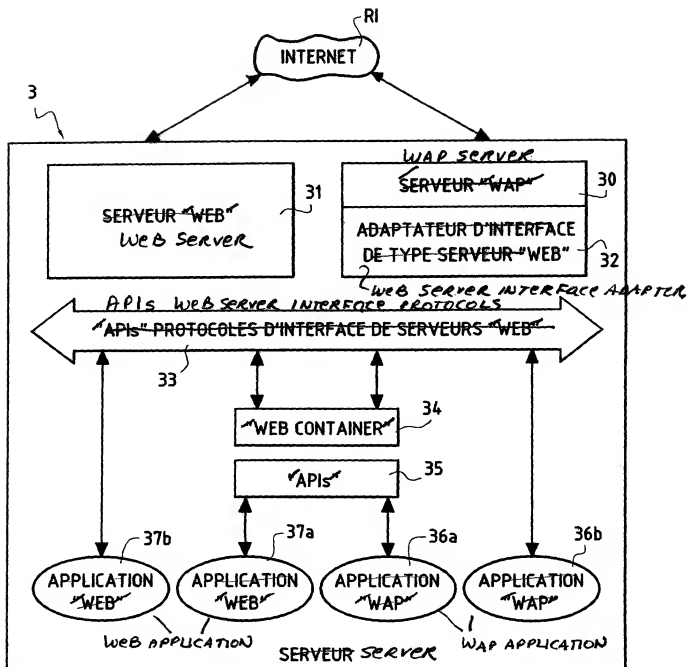 RI
INTERNET
3
WAP SERVER
SERVEUR "WAP"
30
31
SERVEUR "WEB"
WEB SERVER
ADAPTATEUR D'INTERFACE
DE TYPE SERVEUR "WEB"
32
WEB SERVER INTERFACE ADAPTER
APIs WEB SERVER INTERFACE PROTOCOLS
"APIs" PROTOCOLES D'INTERFACE DE SERVEURS "WEB"
33
34
"WEB CONTAINER"
35
"APIs"
37b
37a
36a
36b
APPLICATION "WEB"
APPLICATION "WEB"
APPLICATION "WAP"
APPLICATION "WAP"
WEB APPLICATION
WAP APPLICATION
SERVEUR SERVER